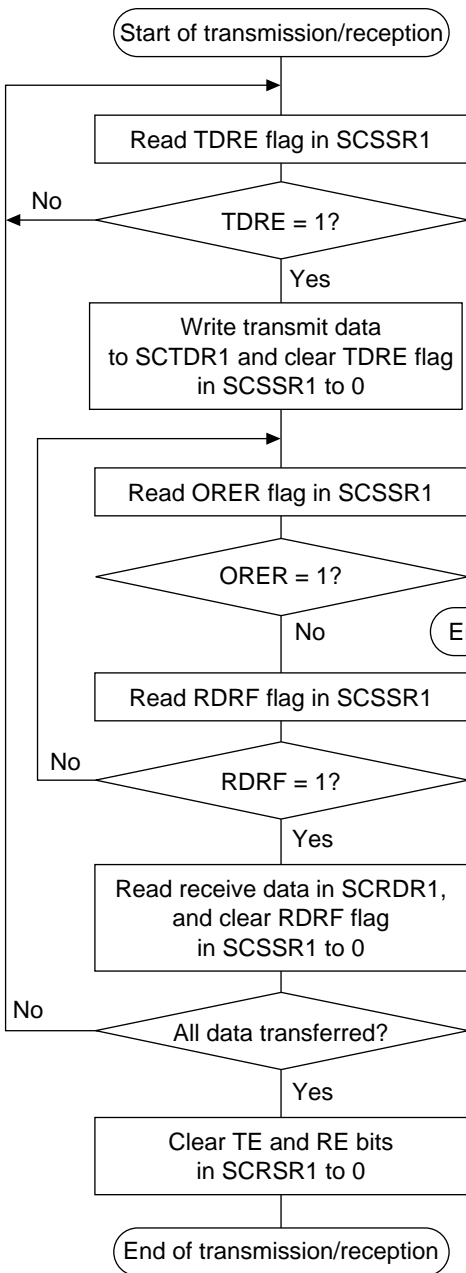 Start of transmission/reception
Read TDRE flag in SCSSR1
No
TDRE = 1?
Yes
Write transmit data
to SCTDR1 and clear TDRE flag
in SCSSR1 to 0
Read ORER flag in SCSSR1
ORER = 1?
No
Read RDRF flag in SCSSR1
No
RDRF = 1?
Yes
Read receive data in SCRDR1,
and clear RDRF flag
in SCSSR1 to 0
No
All data transferred?
Yes
Clear TE and RE bits
in SCRSR1 to 0
End of transmission/reception